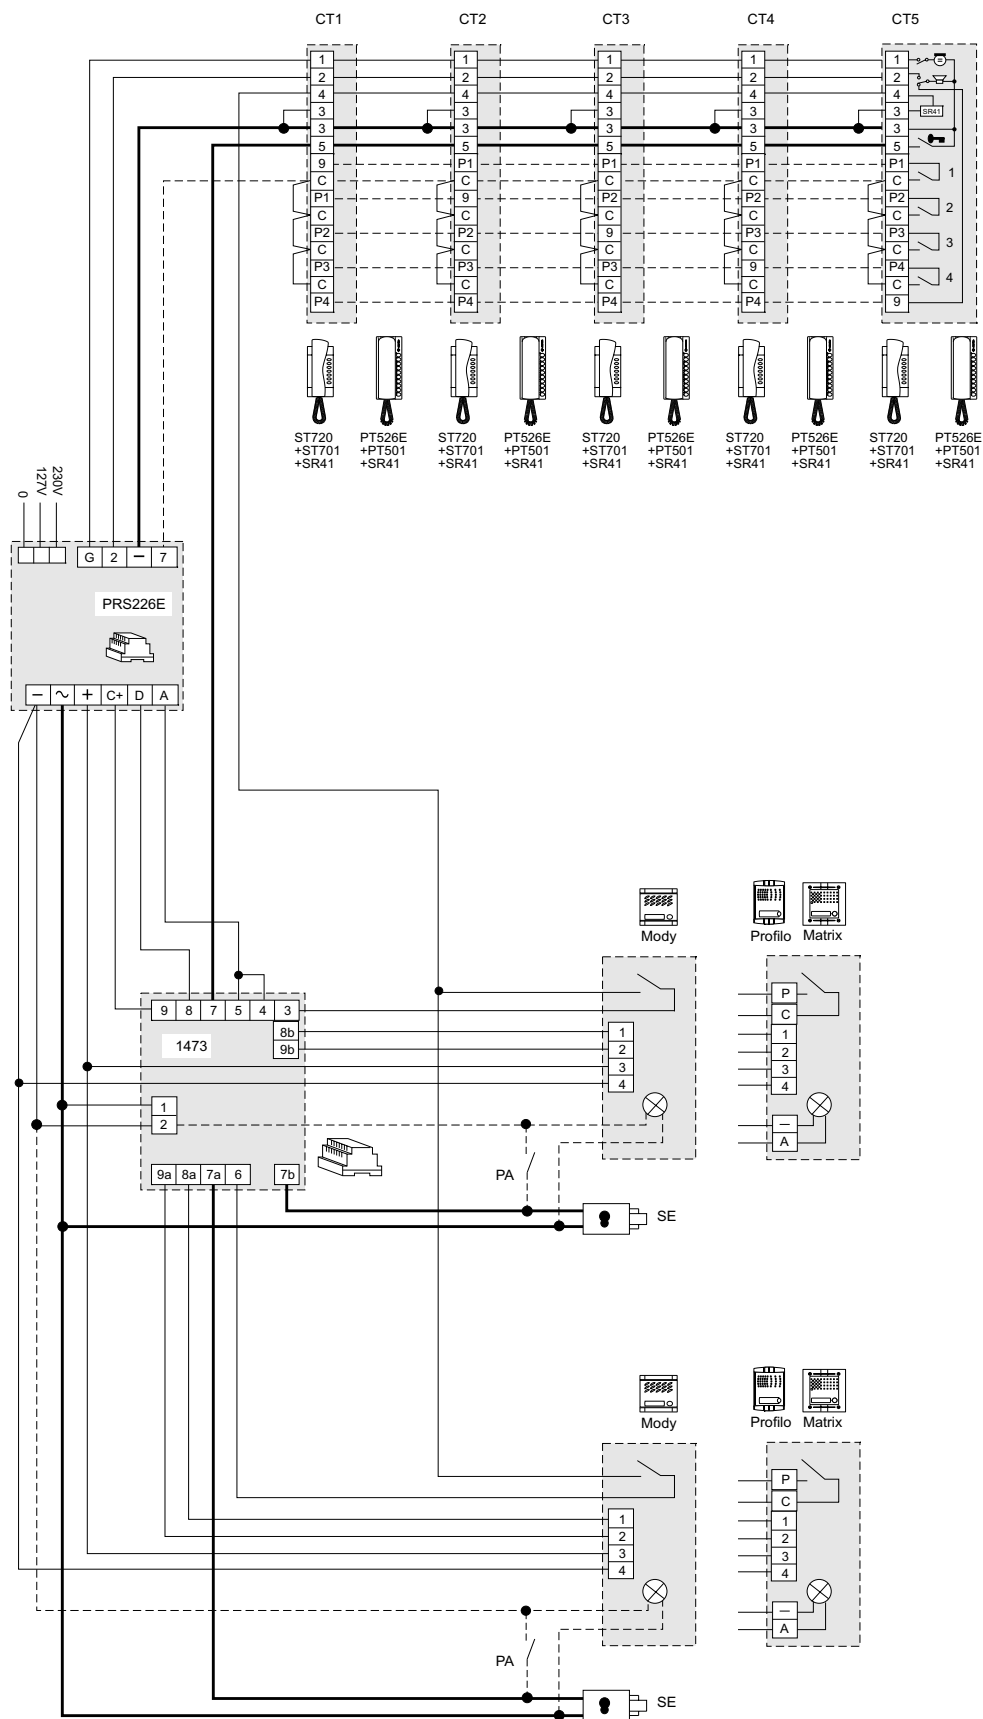 CT1 CT2 CT3 CT4 CT5
1 1 1 1 1
2 2 2 2 2
4 4 4 4 4
3 3 3 3 3 SR41
3 3 3 3 3
5 5 5 5 5
9 P1 P1 P1 P1
C C C C C 1
P1 9 P2 P2 P2
C C C C C 2
P2 P2 9 P3 P3
C C C C C 3
P3 P3 P3 9 P4
C C C C C 4
P4 P4 P4 P4 9
ST720 PT526E ST720 PT526E ST720 PT526E ST720 PT526E ST720 PT526E
+ST701 +PT501 +ST701 +PT501 +ST701 +PT501 +ST701 +PT501 +ST701 +PT501
+SR41 +SR41 +SR41 +SR41 +SR41 +SR41 +SR41 +SR41 +SR41 +SR41
0 127V 230V
G 2 – 7
PRS226E
– ~ + C+ D A
Mody Profilo Matrix
9 8 7 5 4 3
8b
9b
1473
1
2
9a 8a 7a 6 7b
1
2
3
4
P
C
1
2
3
4
–
A
PA
SE
Mody Profilo Matrix
1
2
3
4
P
C
1
2
3
4
–
A
PA
SE